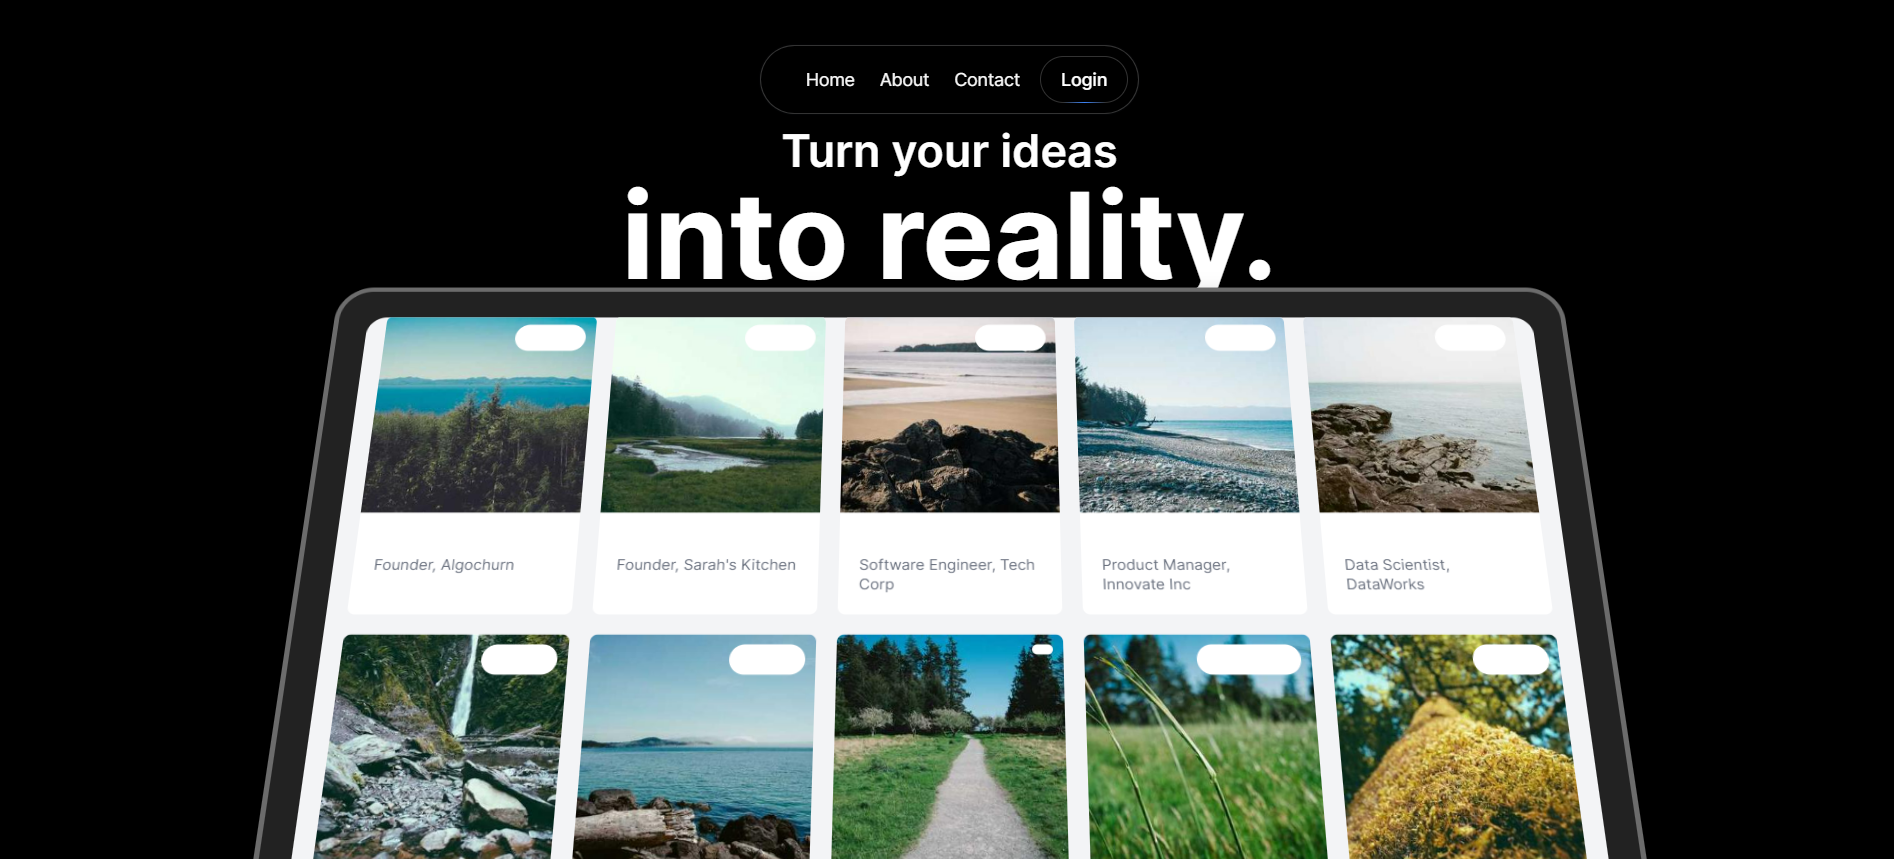 Home About Contact Login
Turn your ideas
into reality.
Founder, Algochurn
Founder, Sarah's Kitchen
Software Engineer, Tech
Corp
Product Manager,
Innovate Inc
Data Scientist,
DataWorks